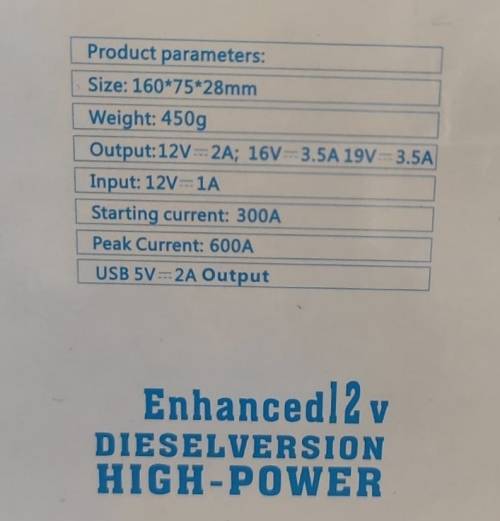 Product parameters:
Size: 160*75*28mm
Weight: 450g
Output:12V⎓2A; 16V⎓3.5A 19V⎓3.5A
Input: 12V⎓1A
Starting current: 300A
Peak Current: 600A
USB 5V⎓2A Output
Enhanced12v
DIESELVERSION
HIGH-POWER